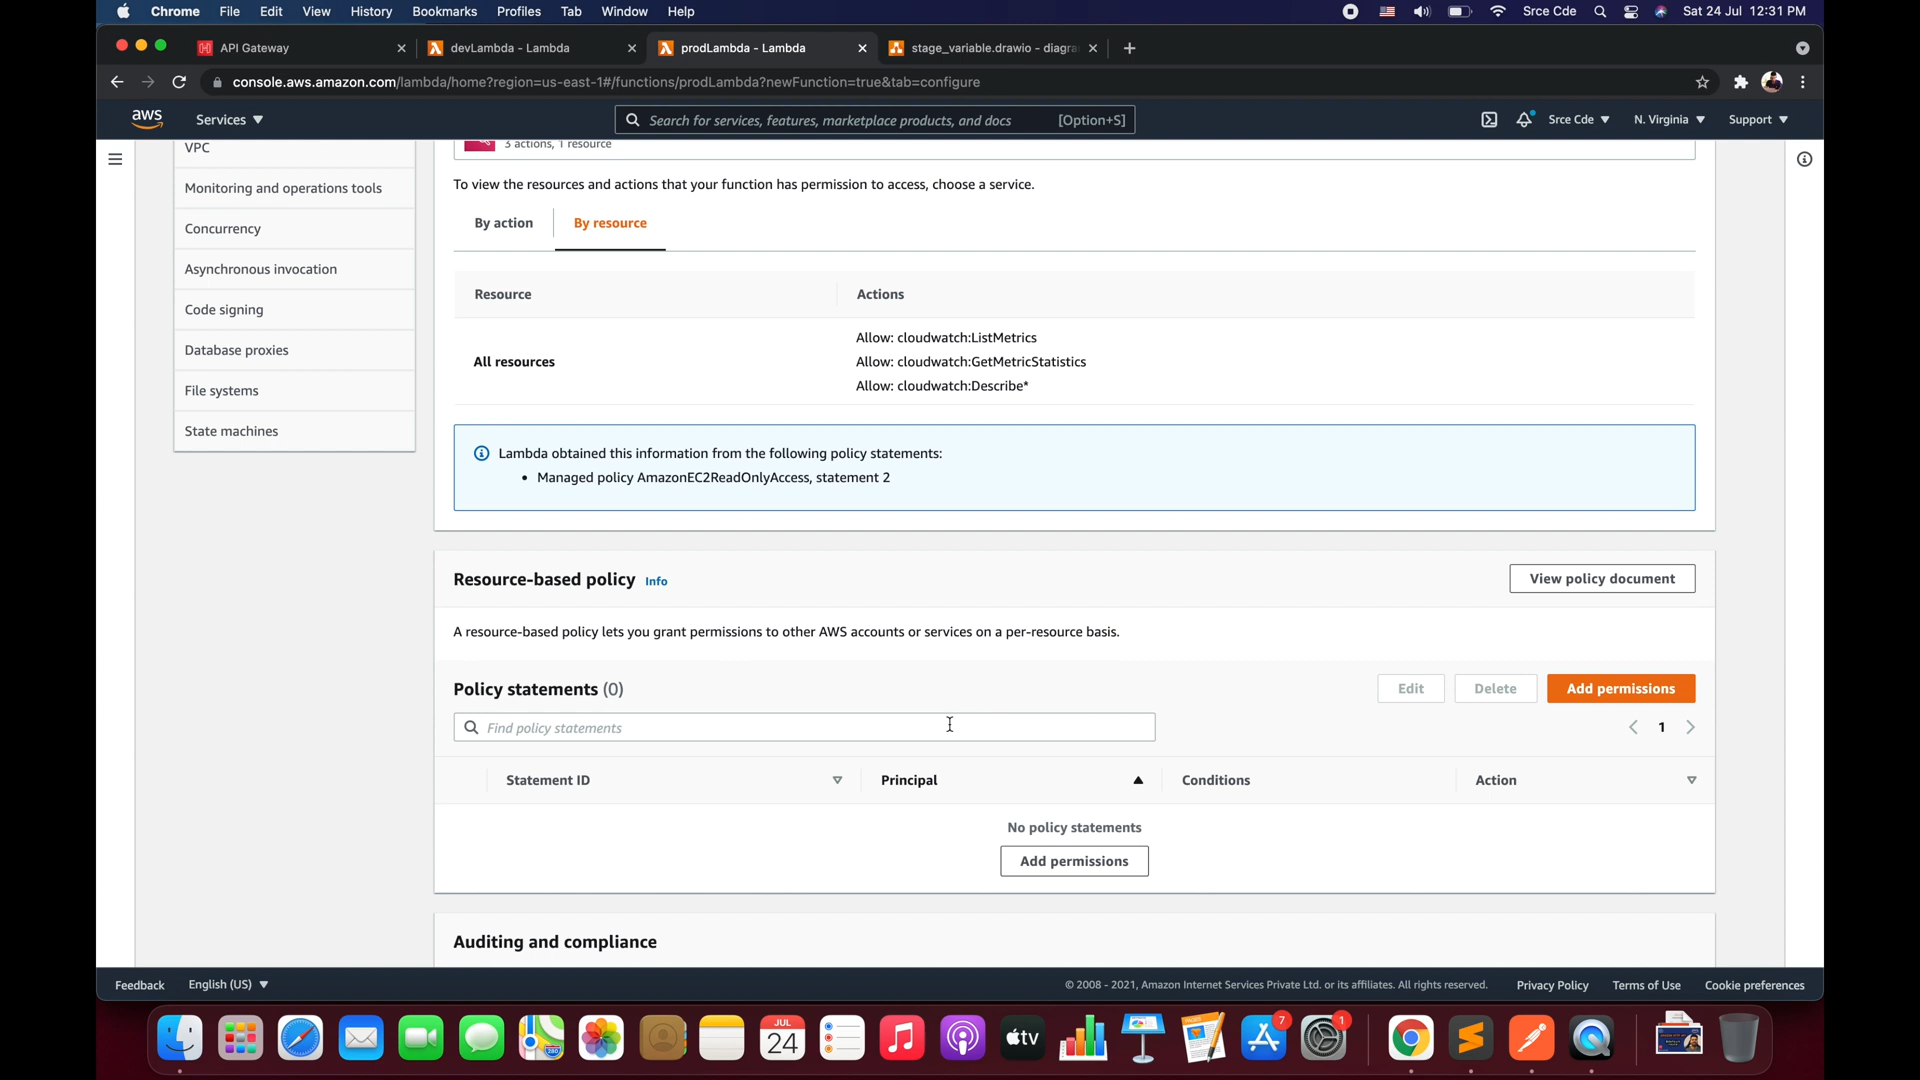 Chrome File Edit View History Bookmarks Profiles Tab Window Help Srce Cde Sat 24 Jul 12:31 PM
API Gateway devLambda - Lambda prodLambda - Lambda stage_variable.drawio - diagra
console.aws.amazon.com/lambda/home?region=us-east-1#/functions/prodLambda?newFunction=true&tab=configure
aws Services Search for services, features, marketplace products, and docs [Option+S] Srce Cde N. Virginia Support
VPC
Monitoring and operations tools
Concurrency
Asynchronous invocation
Code signing
Database proxies
File systems
State machines
3 actions, 1 resource
To view the resources and actions that your function has permission to access, choose a service.
By action By resource
Resource Actions
All resources
Allow: cloudwatch:ListMetrics
Allow: cloudwatch:GetMetricStatistics
Allow: cloudwatch:Describe*
Lambda obtained this information from the following policy statements:
• Managed policy AmazonEC2ReadOnlyAccess, statement 2
Resource-based policy Info View policy document
A resource-based policy lets you grant permissions to other AWS accounts or services on a per-resource basis.
Policy statements (0) Edit Delete Add permissions
Find policy statements 1
Statement ID Principal Conditions Action
No policy statements
Add permissions
Auditing and compliance
Feedback English (US) © 2008 - 2021, Amazon Internet Services Private Ltd. or its affiliates. All rights reserved. Privacy Policy Terms of Use Cookie preferences
JUL
24
tv
7
1